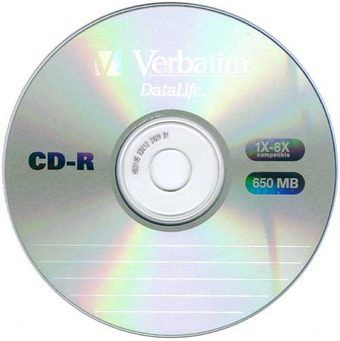 Verbatim
DataLife
CD-R
1X-8X
compatible
650 MB